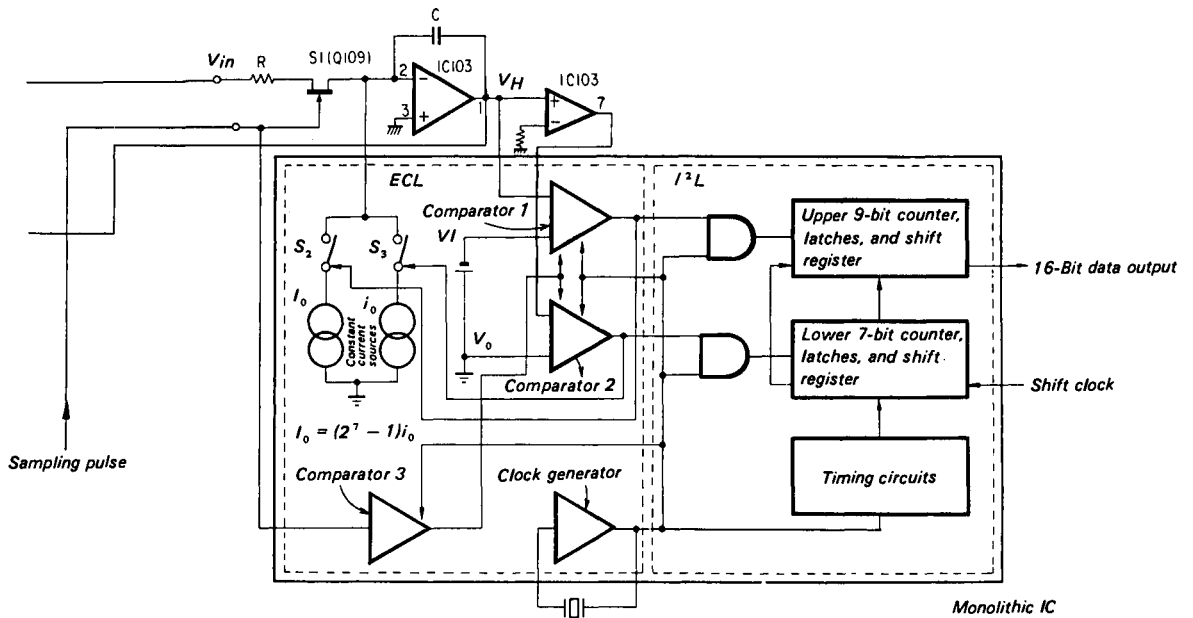 C
Vin
R
S1(Q109)
IC103
2
3
1
VH
IC103
7
ECL
I²L
Comparator 1
V1
S₂
S₃
I₀
i₀
Constant
current
sources
V₀
Comparator 2
I₀ = (2⁷ − 1)i₀
Upper 9-bit counter,
latches, and shift
register
16-Bit data output
Lower 7-bit counter,
latches, and shift
register
Shift clock
Sampling pulse
Comparator 3
Clock generator
Timing circuits
Monolithic IC